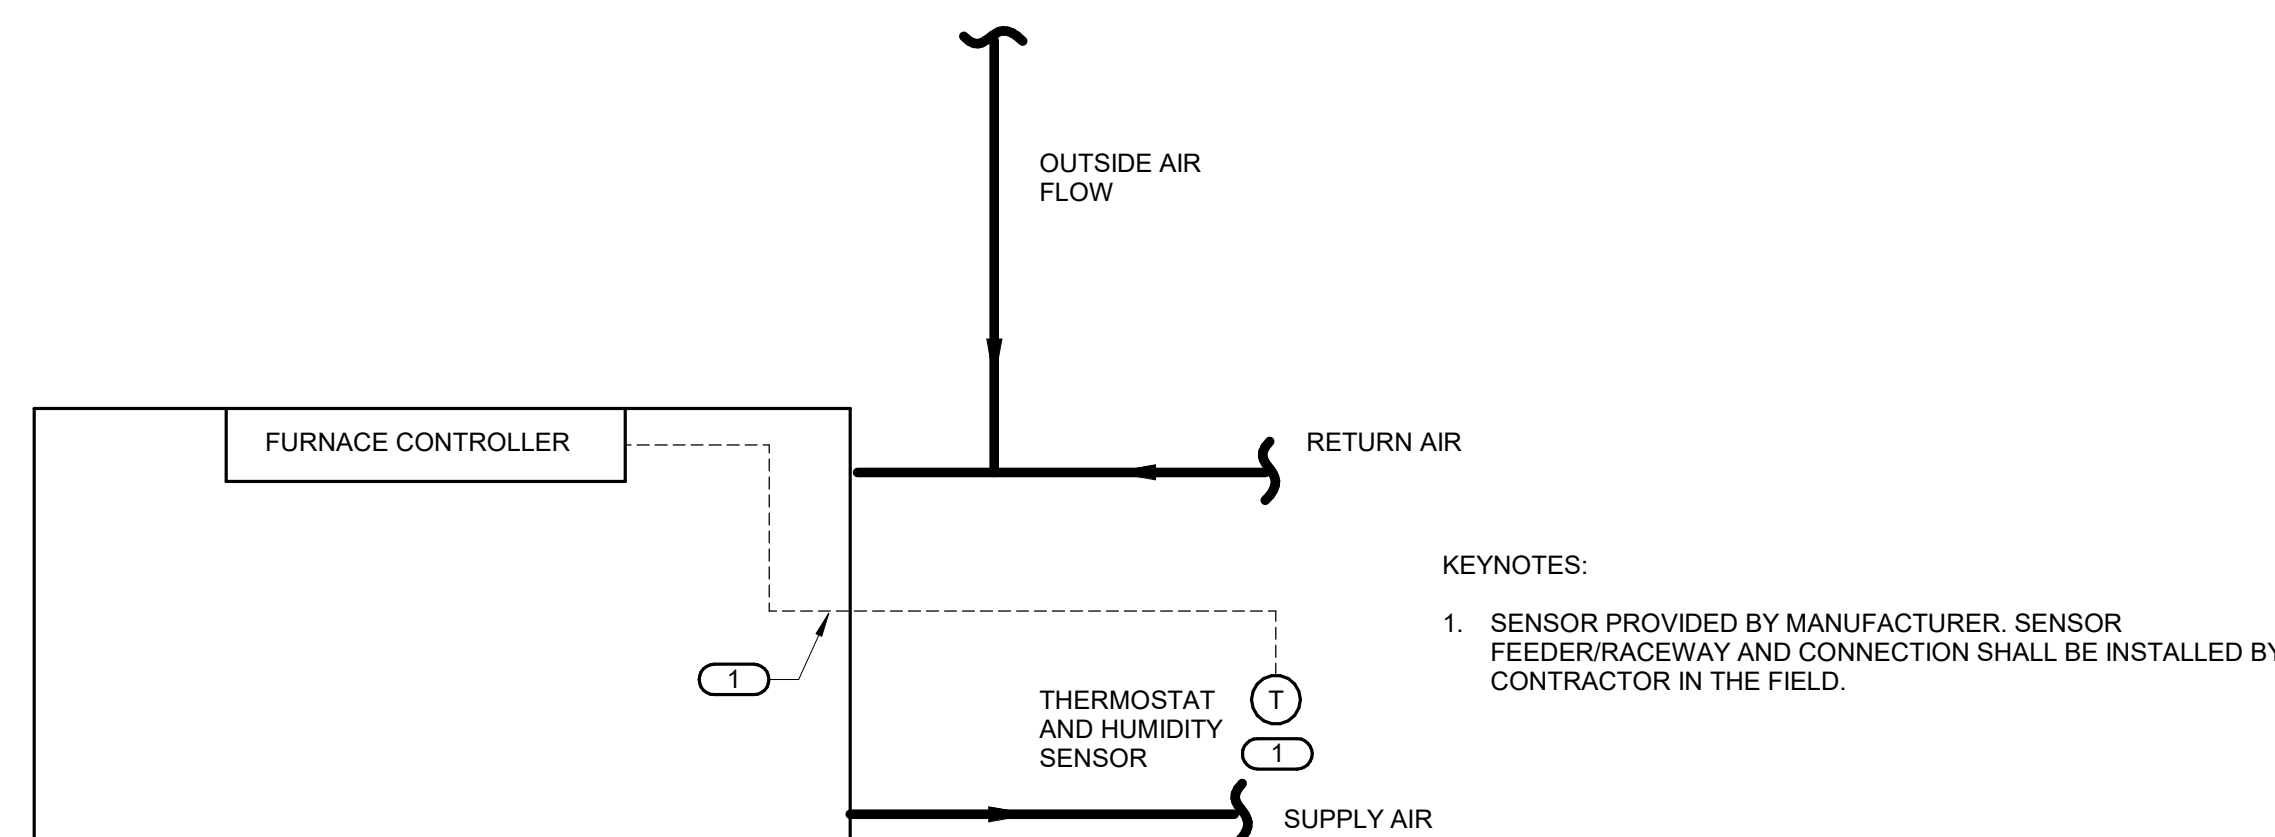 OUTSIDE AIR
FLOW
FURNACE CONTROLLER
RETURN AIR
KEYNOTES:
1. SENSOR PROVIDED BY MANUFACTURER. SENSOR
FEEDER/RACEWAY AND CONNECTION SHALL BE INSTALLED BY
CONTRACTOR IN THE FIELD.
1
THERMOSTAT
AND HUMIDITY
SENSOR
T
1
SUPPLY AIR